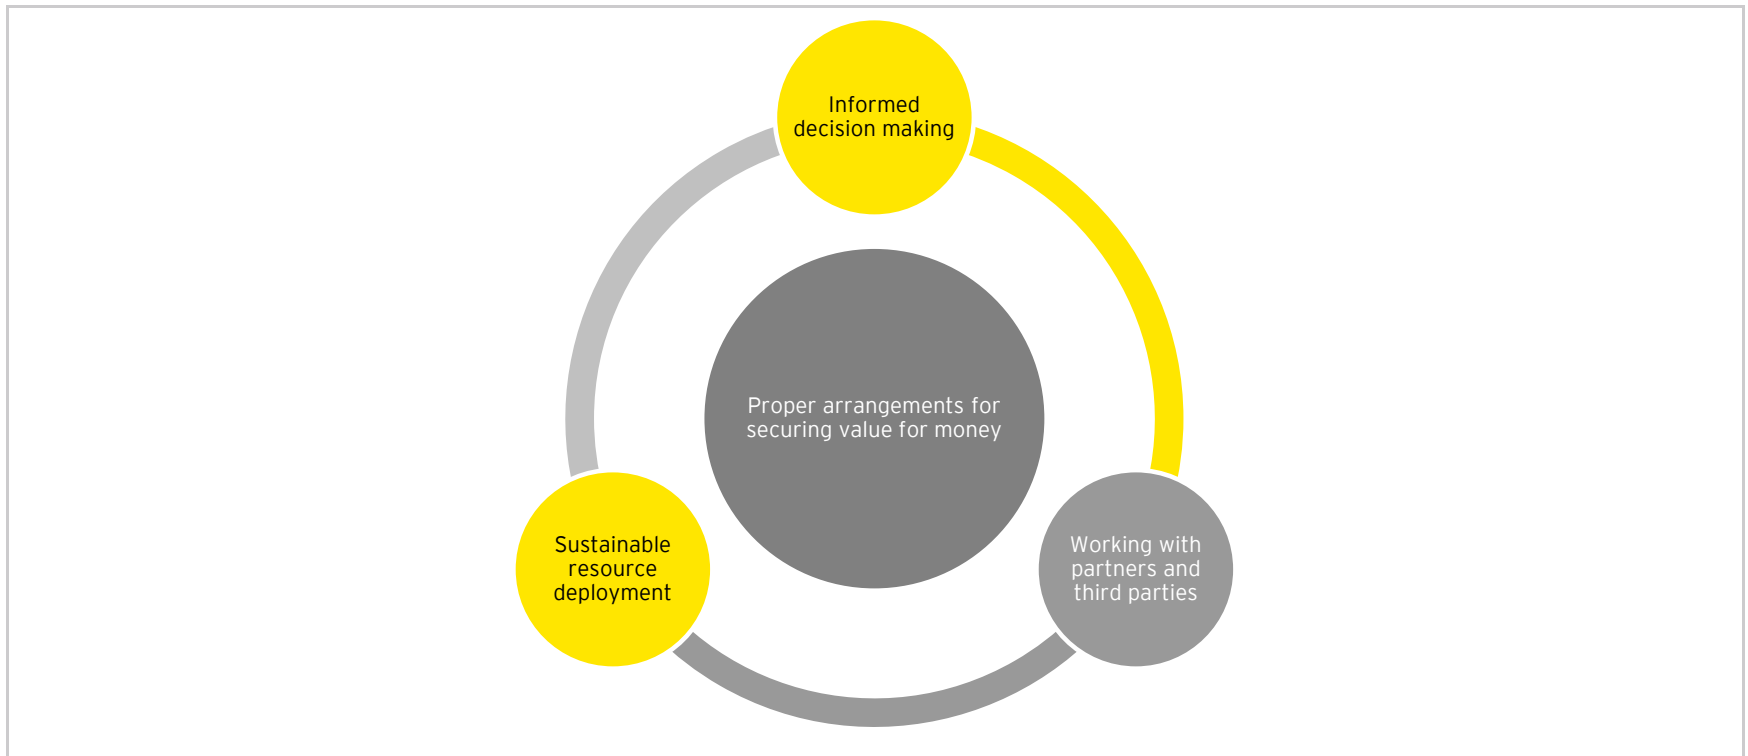 Informed
decision making
Proper arrangements for
securing value for money
Sustainable
resource
deployment
Working with
partners and
third parties